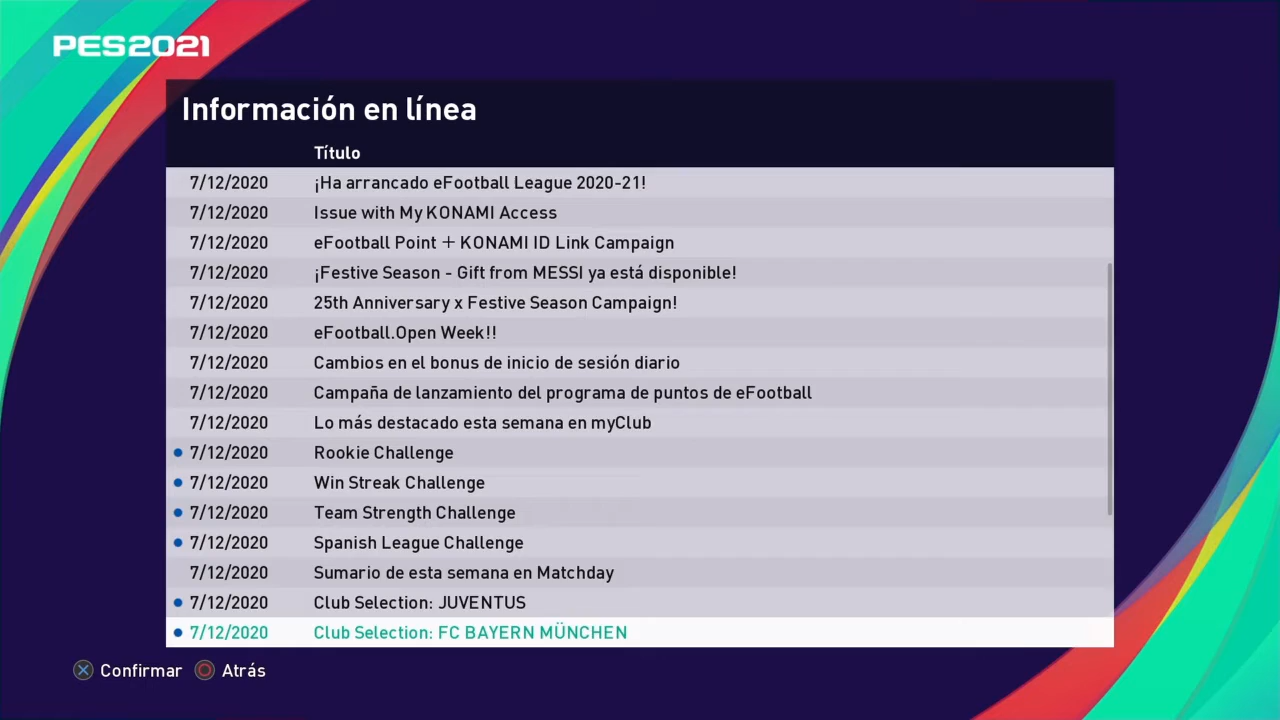 PES2021
Información en línea
Título
7/12/2020 ¡Ha arrancado eFootball League 2020-21!
7/12/2020 Issue with My KONAMI Access
7/12/2020 eFootball Point + KONAMI ID Link Campaign
7/12/2020 ¡Festive Season - Gift from MESSI ya está disponible!
7/12/2020 25th Anniversary x Festive Season Campaign!
7/12/2020 eFootball.Open Week!!
7/12/2020 Cambios en el bonus de inicio de sesión diario
7/12/2020 Campaña de lanzamiento del programa de puntos de eFootball
7/12/2020 Lo más destacado esta semana en myClub
7/12/2020 Rookie Challenge
7/12/2020 Win Streak Challenge
7/12/2020 Team Strength Challenge
7/12/2020 Spanish League Challenge
7/12/2020 Sumario de esta semana en Matchday
7/12/2020 Club Selection: JUVENTUS
7/12/2020 Club Selection: FC BAYERN MÜNCHEN
Confirmar Atrás